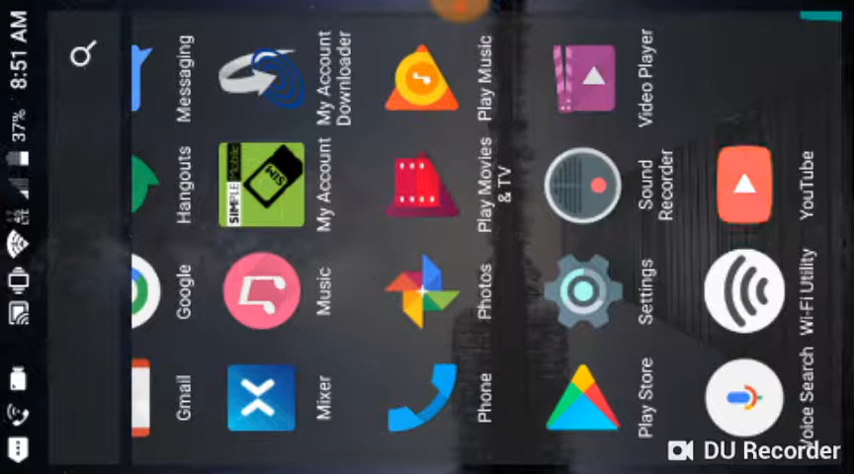 8:51 AM
37%
Gmail
Google
Hangouts
Messaging
Mixer
Music
SIMPLE Mobile
SIM
My Account
My Account
Downloader
Phone
Photos
Play Movies
& TV
Play Music
Play Store
Settings
Sound
Recorder
Video Player
Voice Search
Wi-Fi Utility
YouTube
DU Recorder